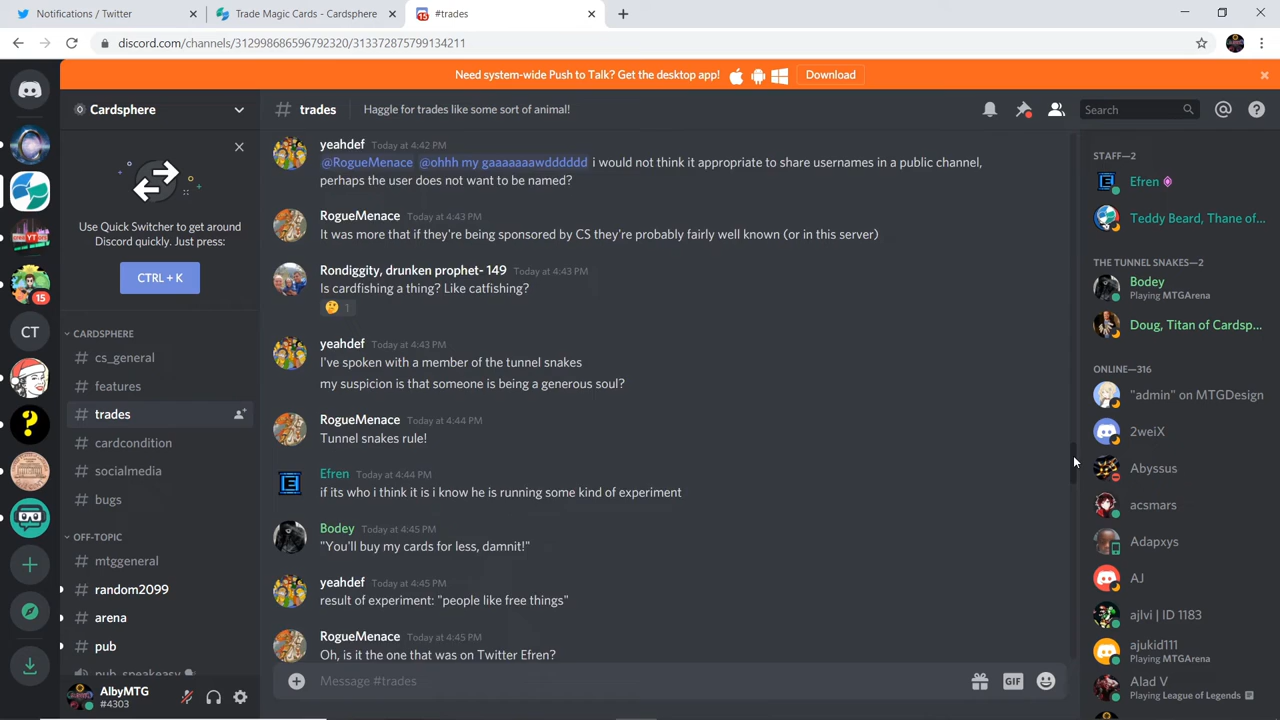 Notifications / Twitter
Trade Magic Cards - Cardsphere
15
#trades
discord.com/channels/312998686596792320/313372875799134211
Need system-wide Push to Talk? Get the desktop app!
Download
Cardsphere
# trades
Haggle for trades like some sort of animal!
Search
Use Quick Switcher to get around
Discord quickly. Just press:
CTRL + K
YT
15
CT
?
CARDSPHERE
# cs_general
# features
# trades
# cardcondition
# socialmedia
# bugs
OFF-TOPIC
# mtggeneral
# random2099
# arena
# pub
pub_speakeasy
AlbyMTG
#4303
yeahdef Today at 4:42 PM
@RogueMenace @ohhh my gaaaaaaawdddddd i would not think it appropriate to share usernames in a public channel,
perhaps the user does not want to be named?
RogueMenace Today at 4:43 PM
It was more that if they're being sponsored by CS they're probably fairly well known (or in this server)
Rondiggity, drunken prophet- 149 Today at 4:43 PM
Is cardfishing a thing? Like catfishing?
1
yeahdef Today at 4:43 PM
I've spoken with a member of the tunnel snakes
my suspicion is that someone is being a generous soul?
RogueMenace Today at 4:44 PM
Tunnel snakes rule!
Efren Today at 4:44 PM
if its who i think it is i know he is running some kind of experiment
Bodey Today at 4:45 PM
"You'll buy my cards for less, damnit!"
yeahdef Today at 4:45 PM
result of experiment: "people like free things"
RogueMenace Today at 4:45 PM
Oh, is it the one that was on Twitter Efren?
Message #trades
GIF
STAFF—2
Efren
Teddy Beard, Thane of...
THE TUNNEL SNAKES—2
Bodey
Playing MTGArena
Doug, Titan of Cardsp...
ONLINE—316
"admin" on MTGDesign
2weiX
Abyssus
acsmars
Adapxys
AJ
ajlvi | ID 1183
ajukid111
Playing MTGArena
Alad V
Playing League of Legends